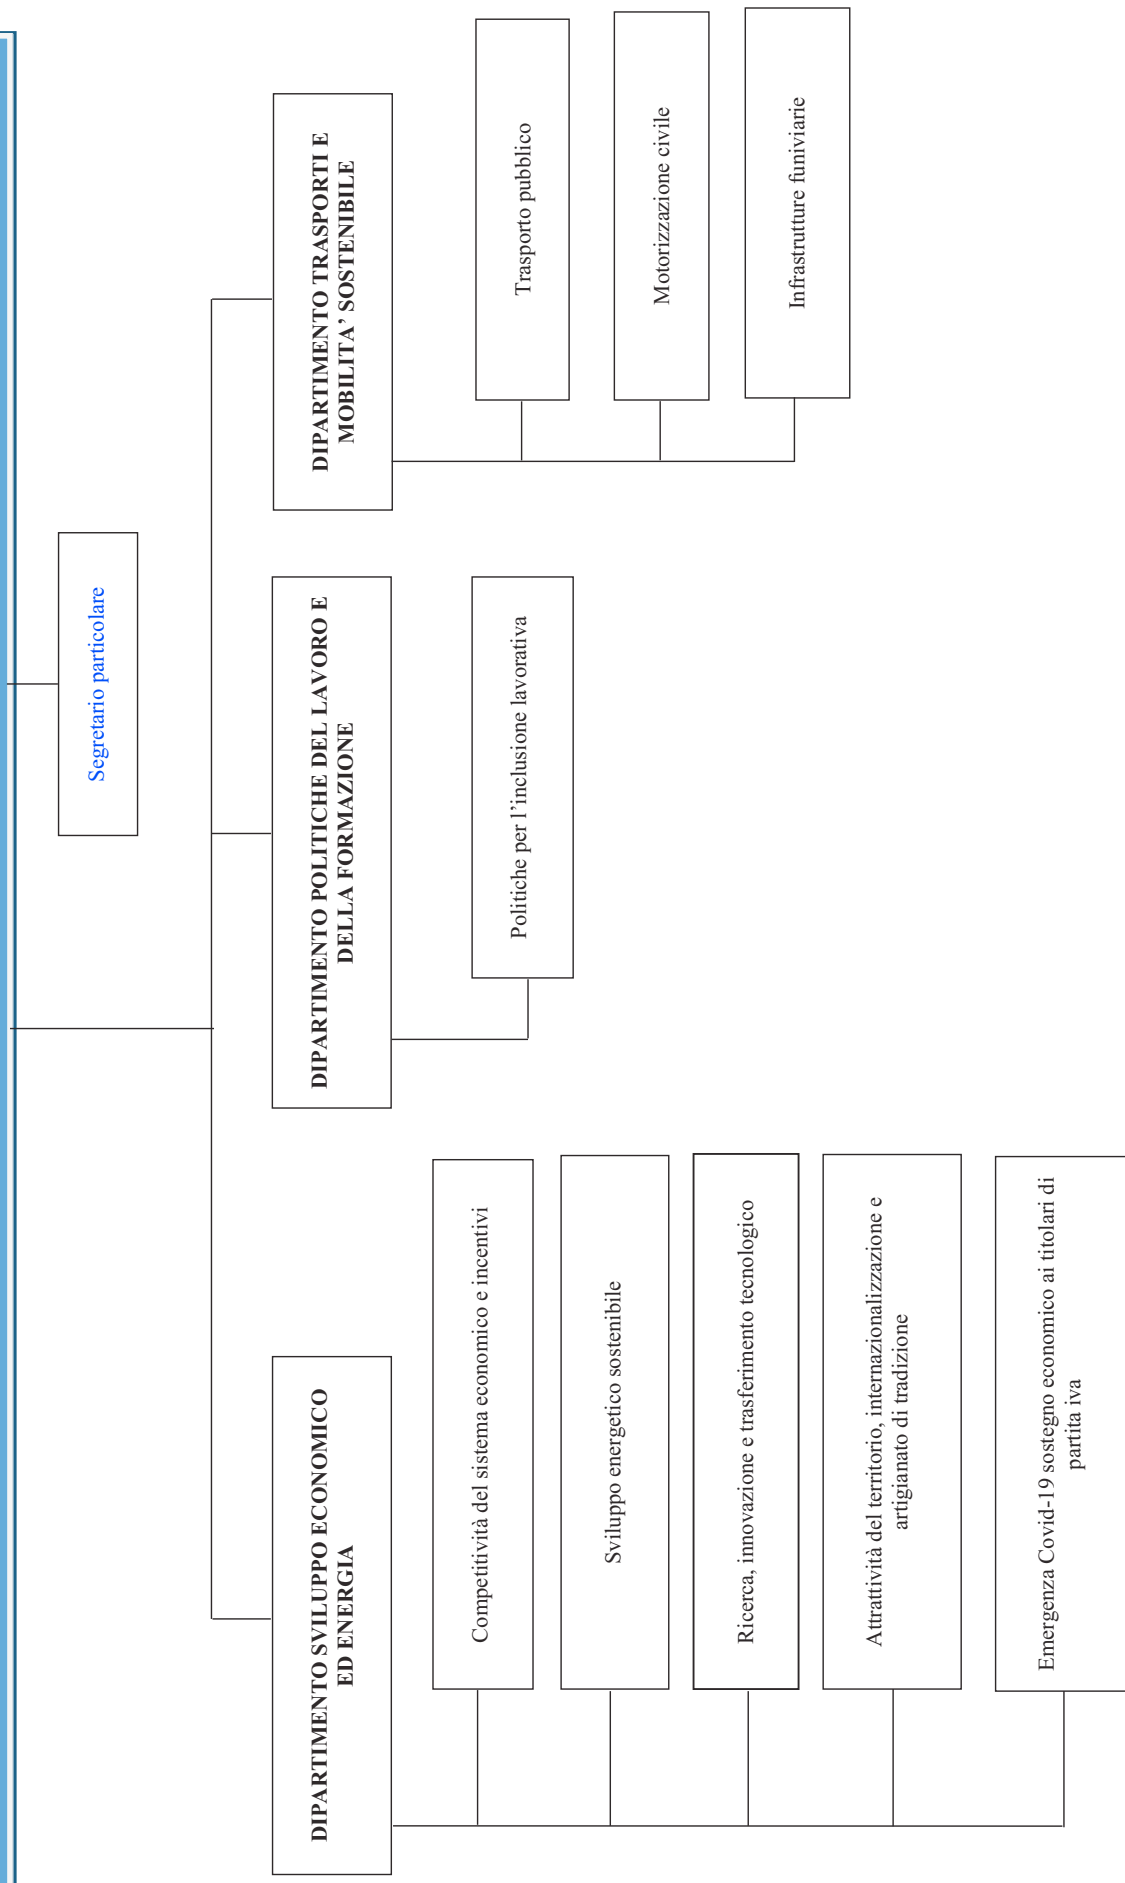 Segretario particolare
DIPARTIMENTO SVILUPPO ECONOMICO
ED ENERGIA
Competitività del sistema economico e incentivi
Sviluppo energetico sostenibile
Ricerca, innovazione e trasferimento tecnologico
Attrattività del territorio, internalizzazione e
artigianato di tradizione
Emergenza Covid-19 sostegno economico ai titolari di
partita iva
DIPARTIMENTO POLITICHE DEL LAVORO E
DELLA FORMAZIONE
Politiche per l’inclusione lavorativa
DIPARTIMENTO TRASPORTI E
MOBILITA’ SOSTENIBILE
Trasporto pubblico
Motorizzazione civile
Infrastrutture funiviarie